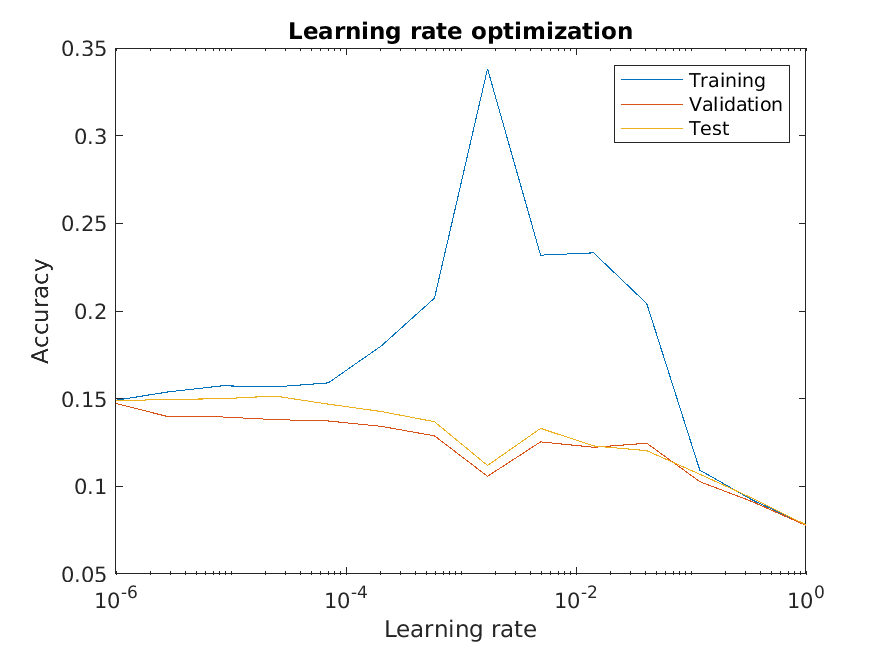 Learning rate optimization
0.35
0.3
0.25
0.2
0.15
0.1
0.05
Accuracy
Training
Validation
Test
10^-6
10^-4
10^-2
10^0
Learning rate